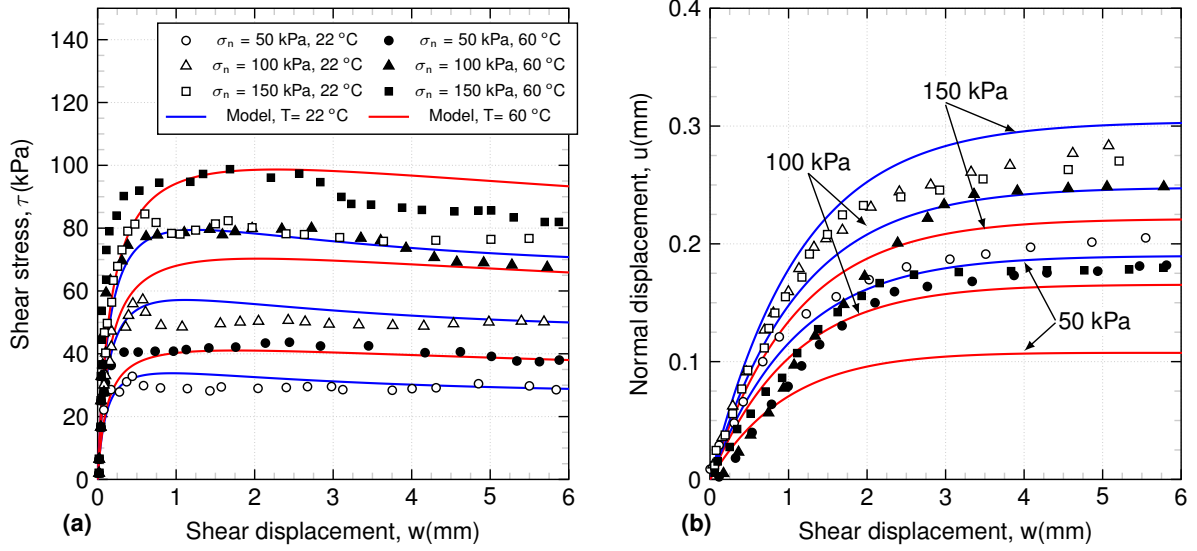 140
120
100
80
60
40
20
0
Shear stress, τ (kPa)
σn = 50 kPa, 22 °C
σn = 50 kPa, 60 °C
σn = 100 kPa, 22 °C
σn = 100 kPa, 60 °C
σn = 150 kPa, 22 °C
σn = 150 kPa, 60 °C
Model, T= 22 °C
Model, T= 60 °C
0 1 2 3 4 5 6
(a)
Shear displacement, w(mm)
0.4
0.3
0.2
0.1
0
Normal displacement, u(mm)
150 kPa
100 kPa
50 kPa
0 1 2 3 4 5 6
(b)
Shear displacement, w(mm)